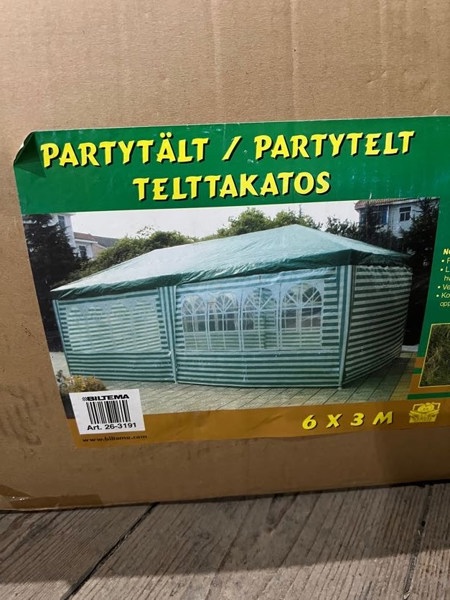 PARTYTÄLT / PARTYTELT
TELTTAKATOS
BILTEMA
Art. 26-3191
www.biltema.com
6 X 3 M